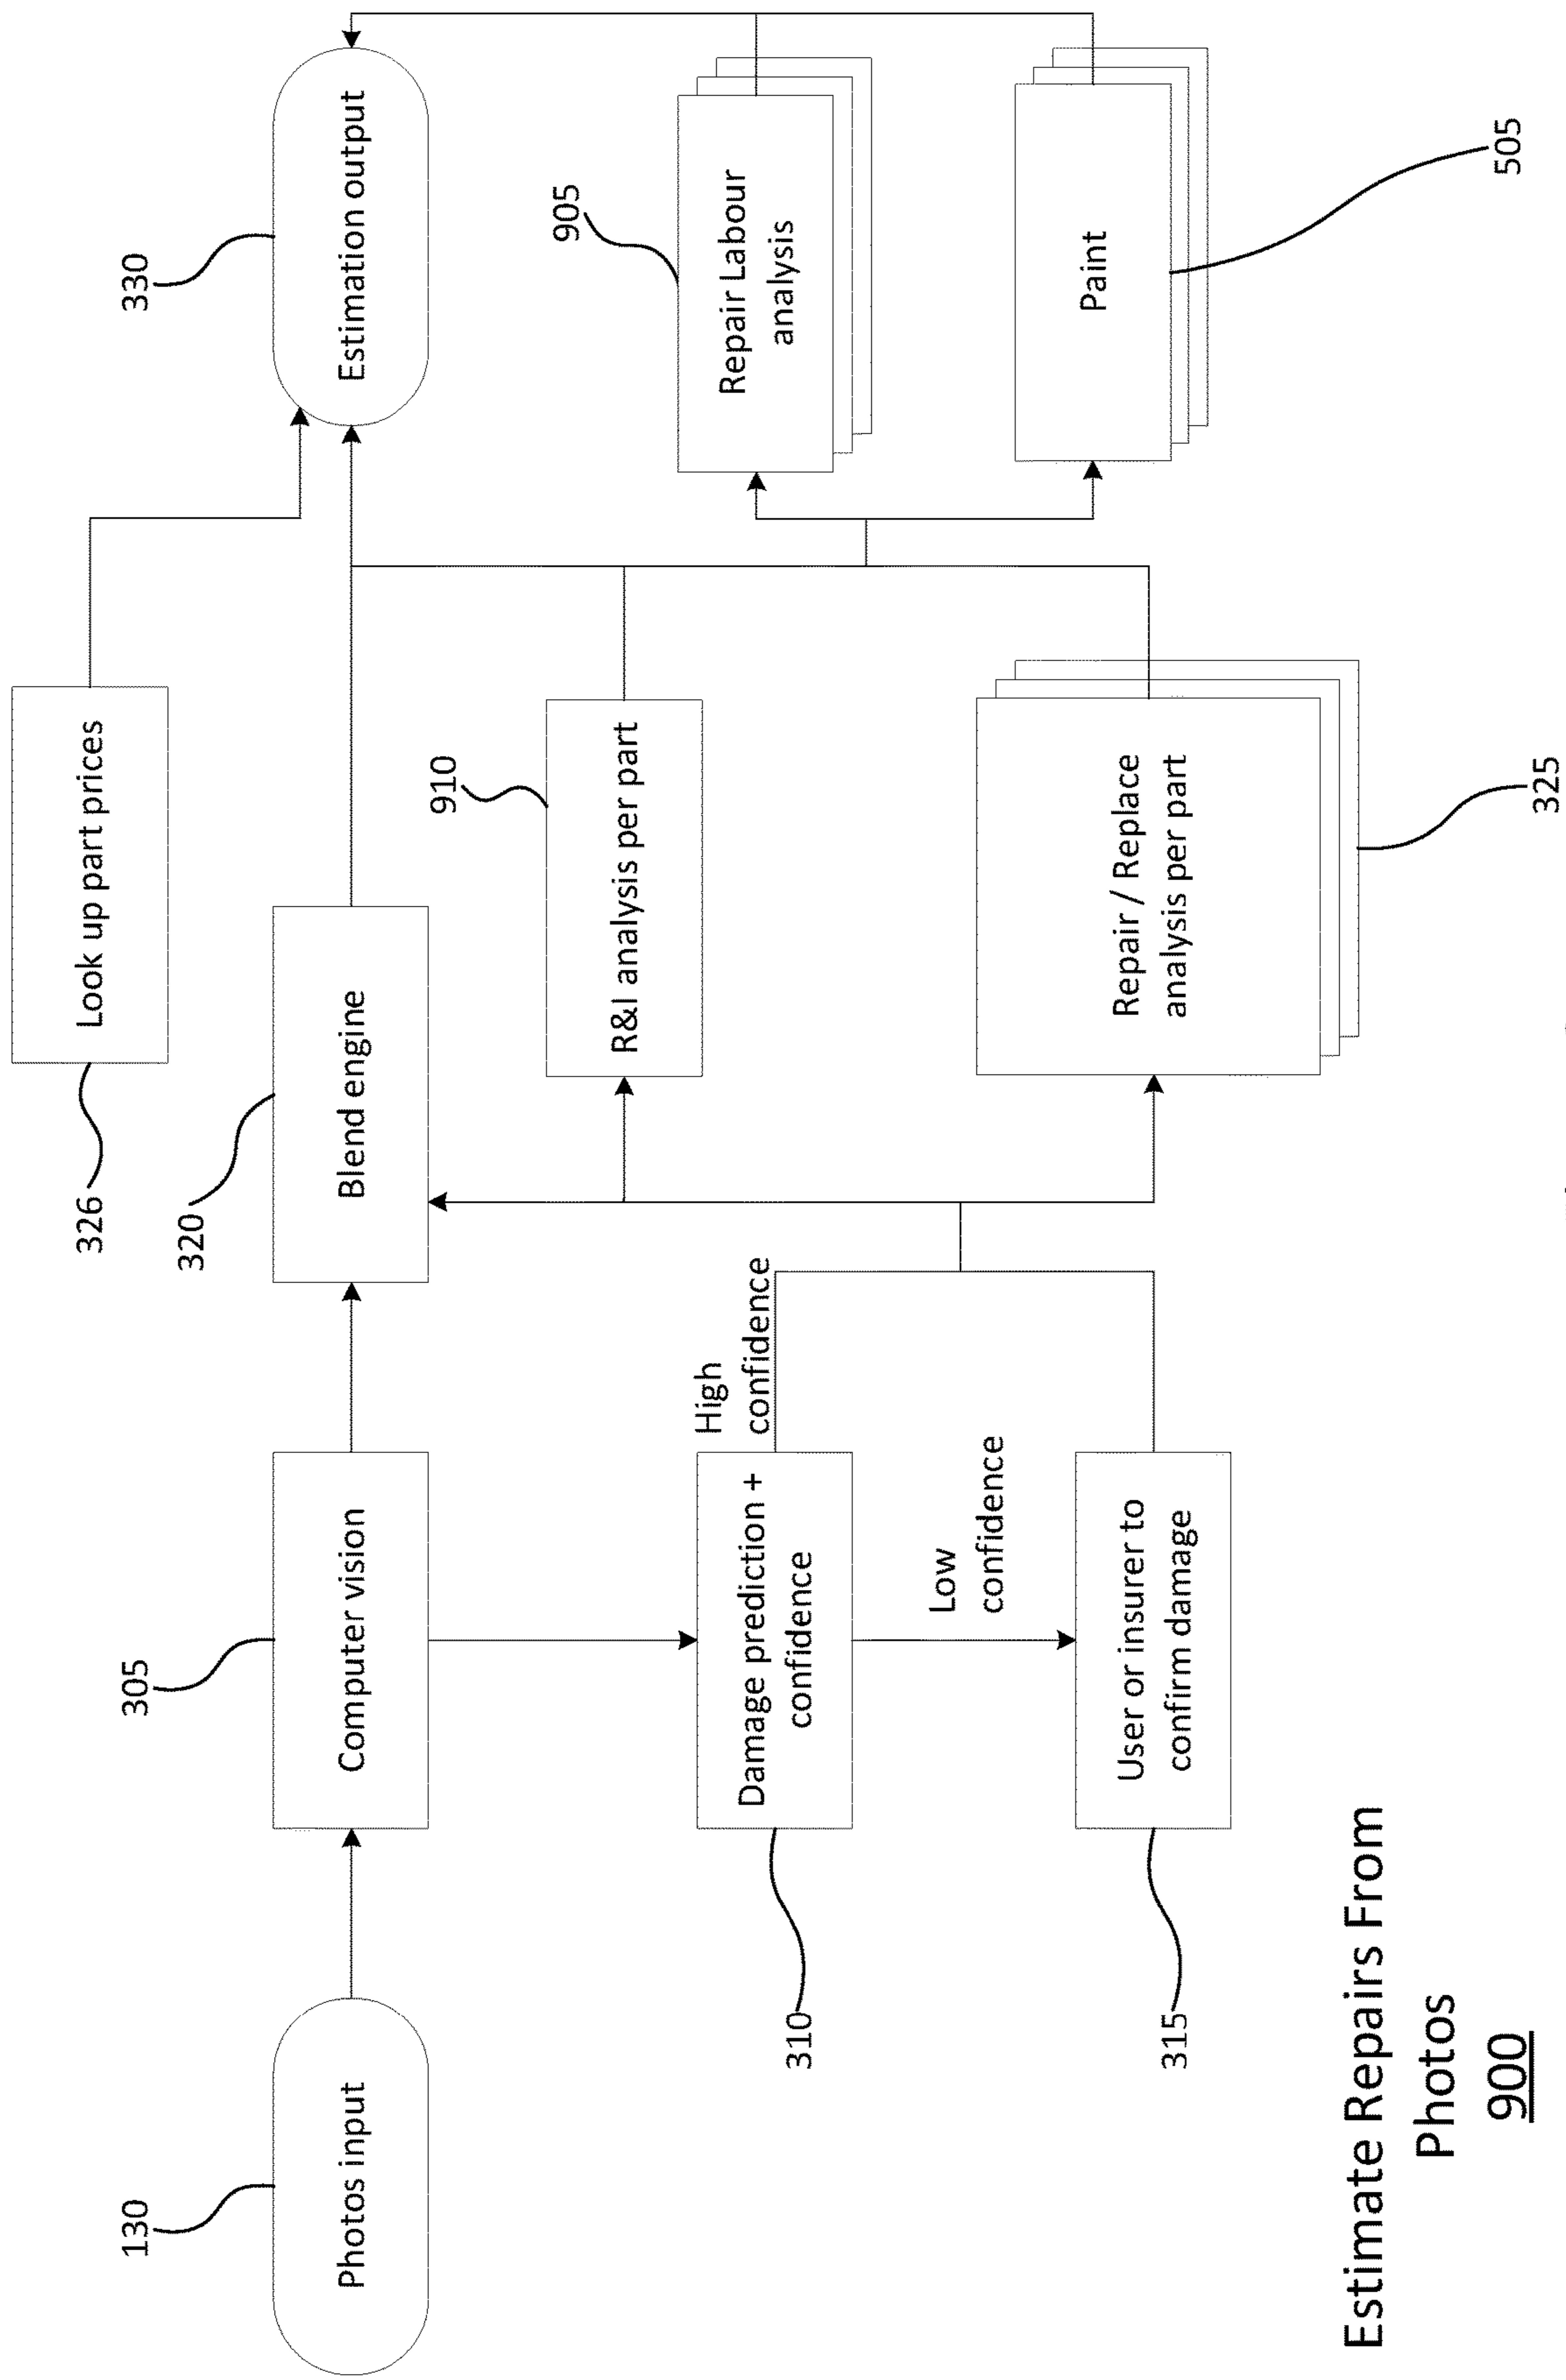 326
Look up part prices
130
Photos input
305
Computer vision
320
Blend engine
330
Estimation output
910
R&I analysis per part
905
Repair Labour
analysis
310
Damage prediction +
confidence
High
confidence
Low
confidence
315
User or insurer to
confirm damage
Repair / Replace
analysis per part
325
Paint
505
Estimate Repairs From
Photos
900